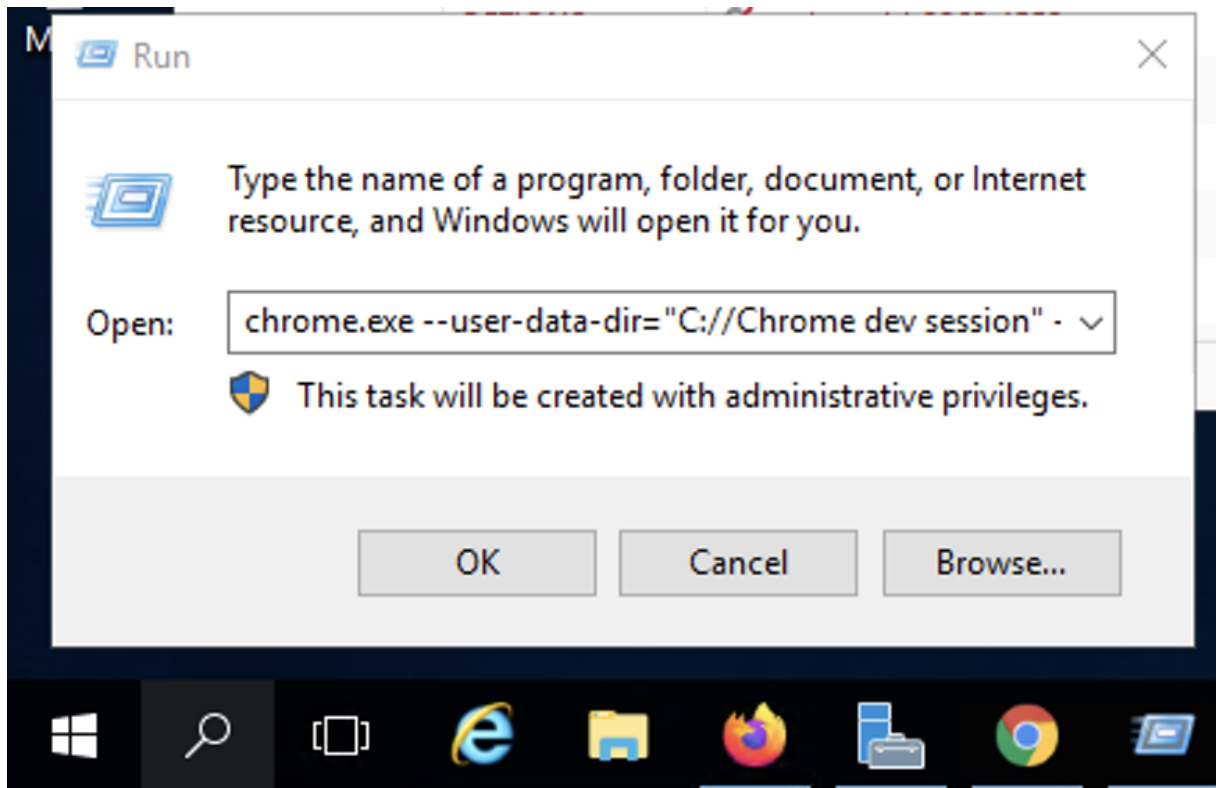 M
Run
Type the name of a program, folder, document, or Internet
resource, and Windows will open it for you.
Open:
chrome.exe --user-data-dir="C://Chrome dev session" -
This task will be created with administrative privileges.
OK
Cancel
Browse...